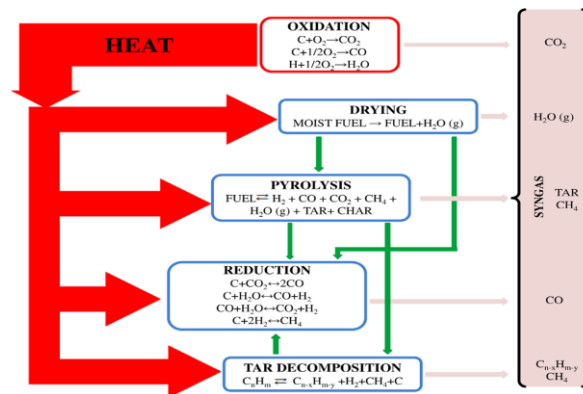 HEAT
OXIDATION
C+O₂→CO₂
C+1/2O₂→CO
H+1/2O₂→H₂O
CO₂
DRYING
MOIST FUEL → FUEL+H₂O (g)
H₂O (g)
PYROLYSIS
FUEL⇌ H₂ + CO + CO₂ + CH₄ +
H₂O (g) + TAR+ CHAR
SYNGAS
TAR
CH₄
REDUCTION
C+CO₂↔2CO
C+H₂O↔CO+H₂
CO+H₂O↔CO₂+H₂
C+2H₂↔CH₄
CO
TAR DECOMPOSITION
CₙHₘ ⇌ Cₙ₋ₓHₘ₋y +H₂+CH₄+C
Cₙ₋ₓHₘ₋y
CH₄